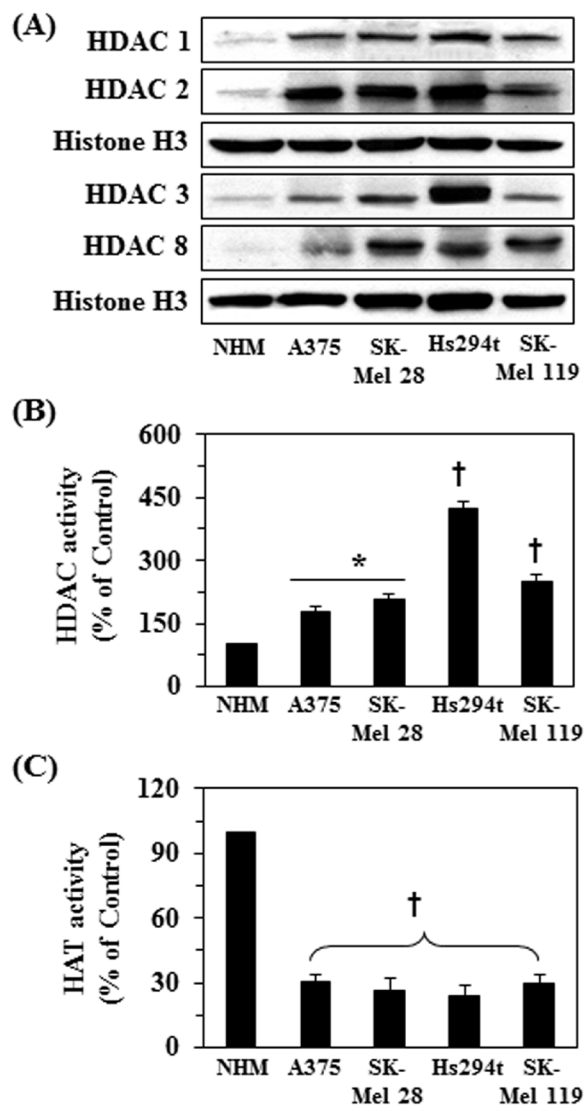 (A)
HDAC 1
HDAC 2
Histone H3
HDAC 3
HDAC 8
Histone H3
NHM A375 SK- Hs294t SK-
Mel 28 Mel 119
(B)
HDAC activity
(% of Control)
600
450
300
150
0
†
†
*
NHM A375 SK- Hs294t SK-
Mel 28 Mel 119
(C)
HAT activity
(% of Control)
120
90
60
30
0
†
NHM A375 SK- Hs294t SK-
Mel 28 Mel 119